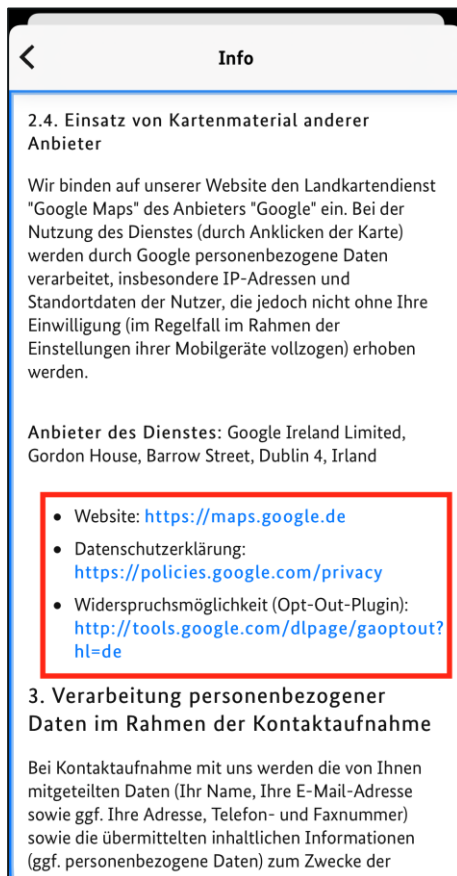 Info
2.4. Einsatz von Kartenmaterial anderer
Anbieter
Wir binden auf unserer Website den Landkartendienst
"Google Maps" des Anbieters "Google" ein. Bei der
Nutzung des Dienstes (durch Anklicken der Karte)
werden durch Google personenbezogene Daten
verarbeitet, insbesondere IP-Adressen und
Standortdaten der Nutzer, die jedoch nicht ohne Ihre
Einwilligung (im Regelfall im Rahmen der
Einstellungen ihrer Mobilgeräte vollzogen) erhoben
werden.
Anbieter des Dienstes: Google Ireland Limited,
Gordon House, Barrow Street, Dublin 4, Irland
• Website: https://maps.google.de
• Datenschutzerklärung:
https://policies.google.com/privacy
• Widerspruchsmöglichkeit (Opt-Out-Plugin):
http://tools.google.com/dlpage/gaoptout?
hl=de
3. Verarbeitung personenbezogener
Daten im Rahmen der Kontaktaufnahme
Bei Kontaktaufnahme mit uns werden die von Ihnen
mitgeteilten Daten (Ihr Name, Ihre E-Mail-Adresse
sowie ggf. Ihre Adresse, Telefon- und Faxnummer)
sowie die übermittelten inhaltlichen Informationen
(ggf. personenbezogene Daten) zum Zwecke der